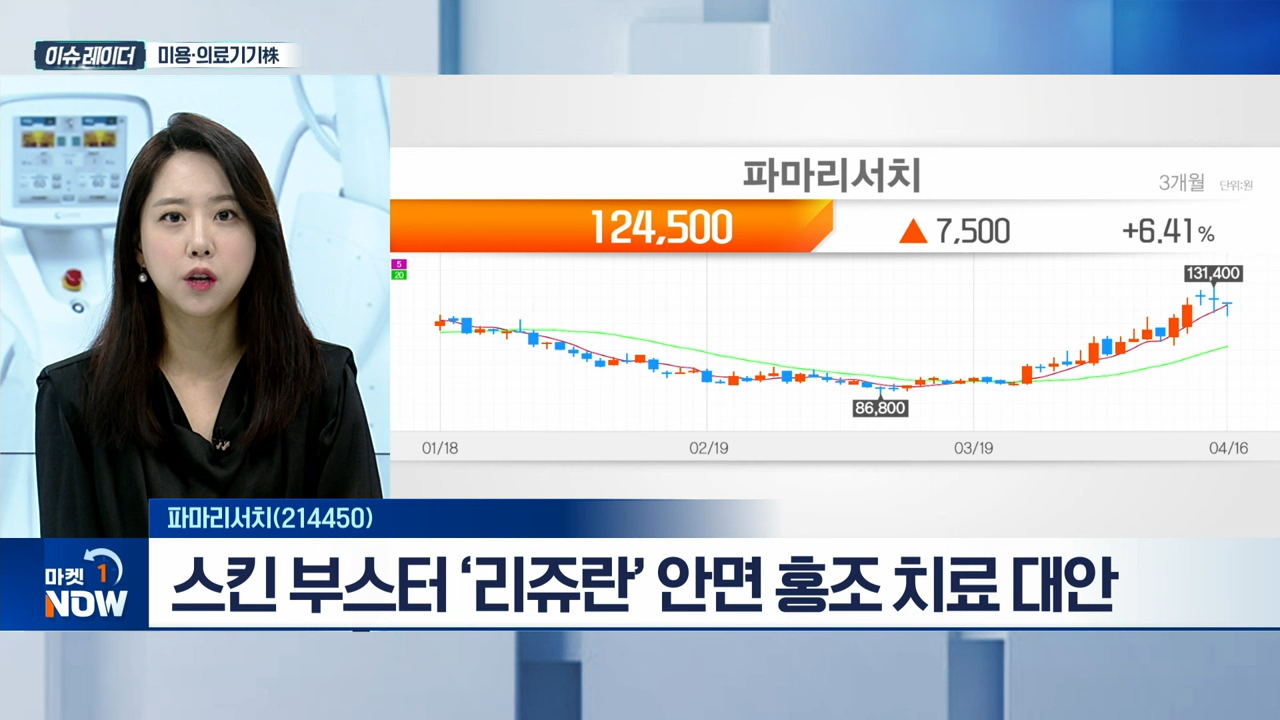 이슈레이더 미용·의료기기株
파마리서치
3개월 단위:원
124,500 ▲ 7,500 +6.41%
5
20
131,400
86,800
01/18 02/19 03/19 04/16
파마리서치(214450)
마켓 1
NOW
스킨 부스터 ‘리쥬란’ 안면 홍조 치료 대안